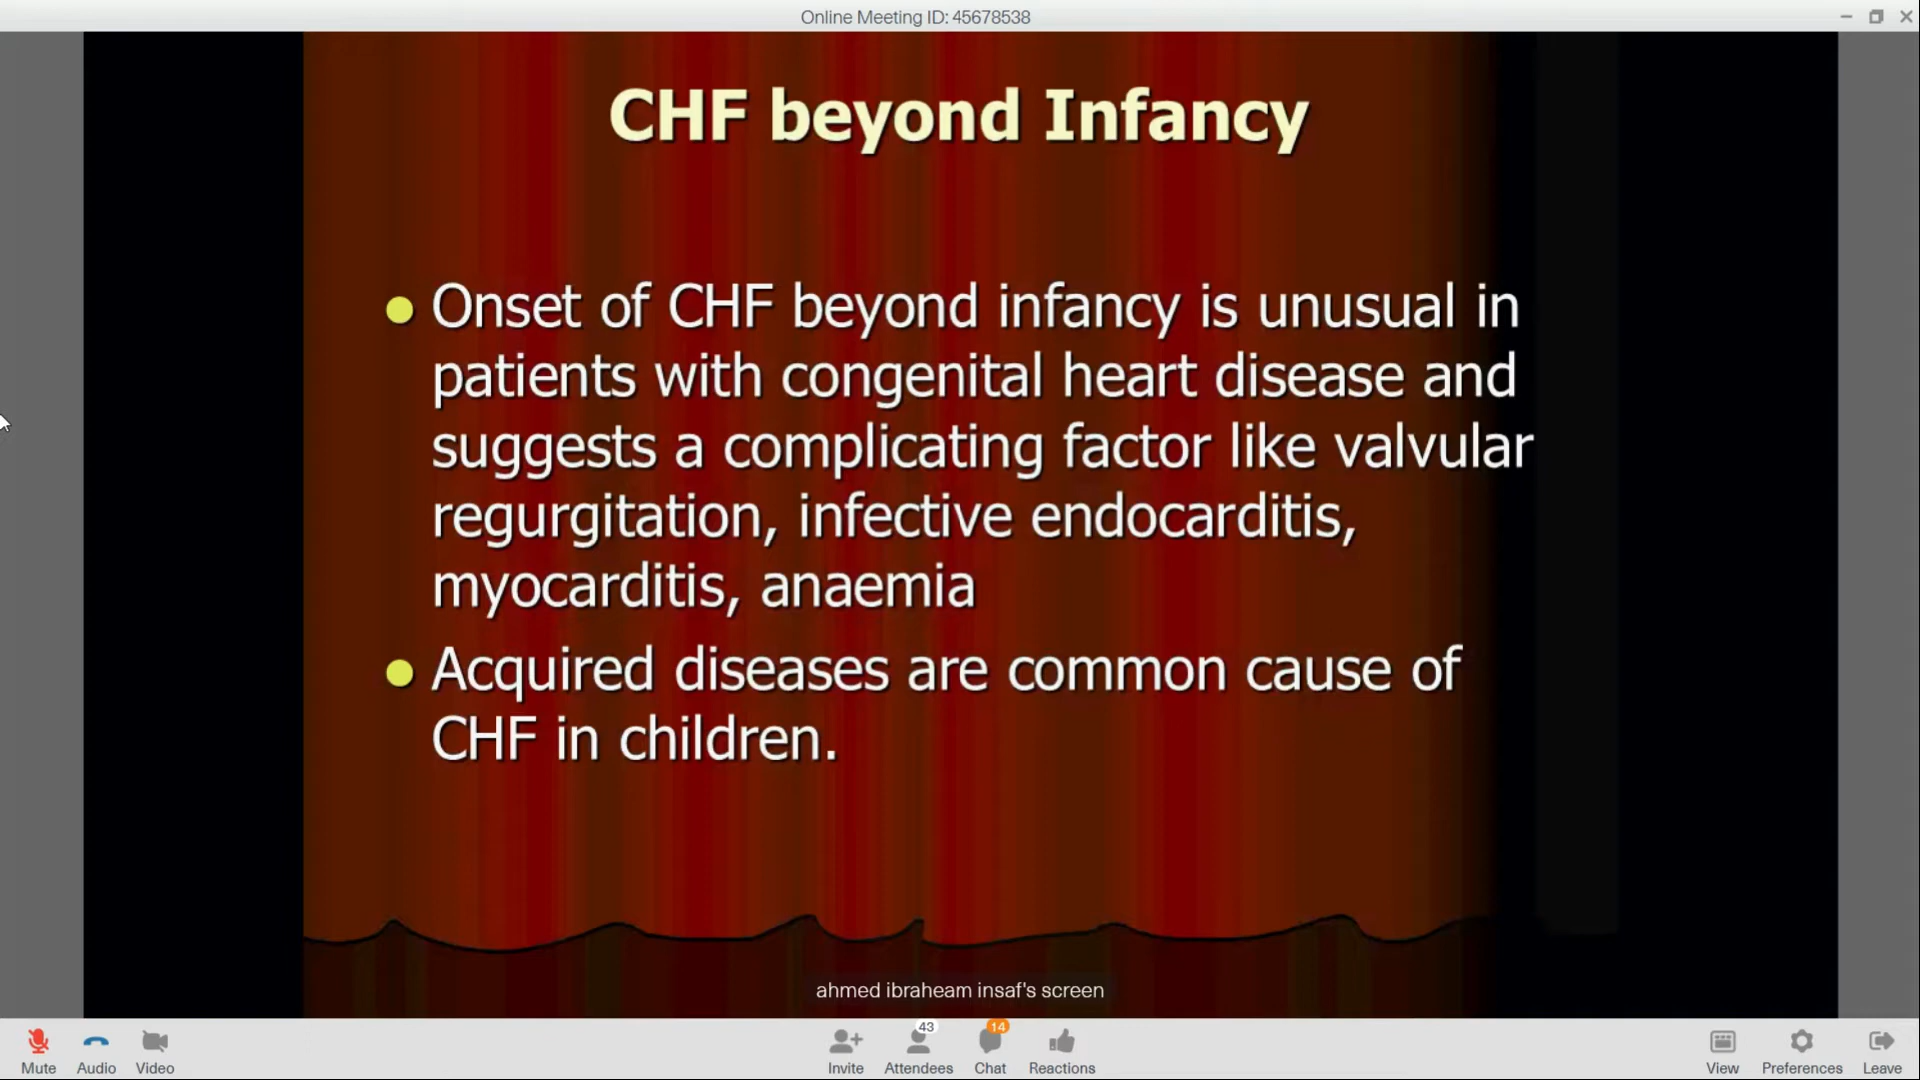 Online Meeting ID: 45678538
CHF beyond Infancy
Onset of CHF beyond infancy is unusual in
patients with congenital heart disease and
suggests a complicating factor like valvular
regurgitation, infective endocarditis,
myocarditis, anaemia
Acquired diseases are common cause of
CHF in children.
ahmed ibraheam insaf's screen
43 14
Mute Audio Video Invite Attendees Chat Reactions View Preferences Leave